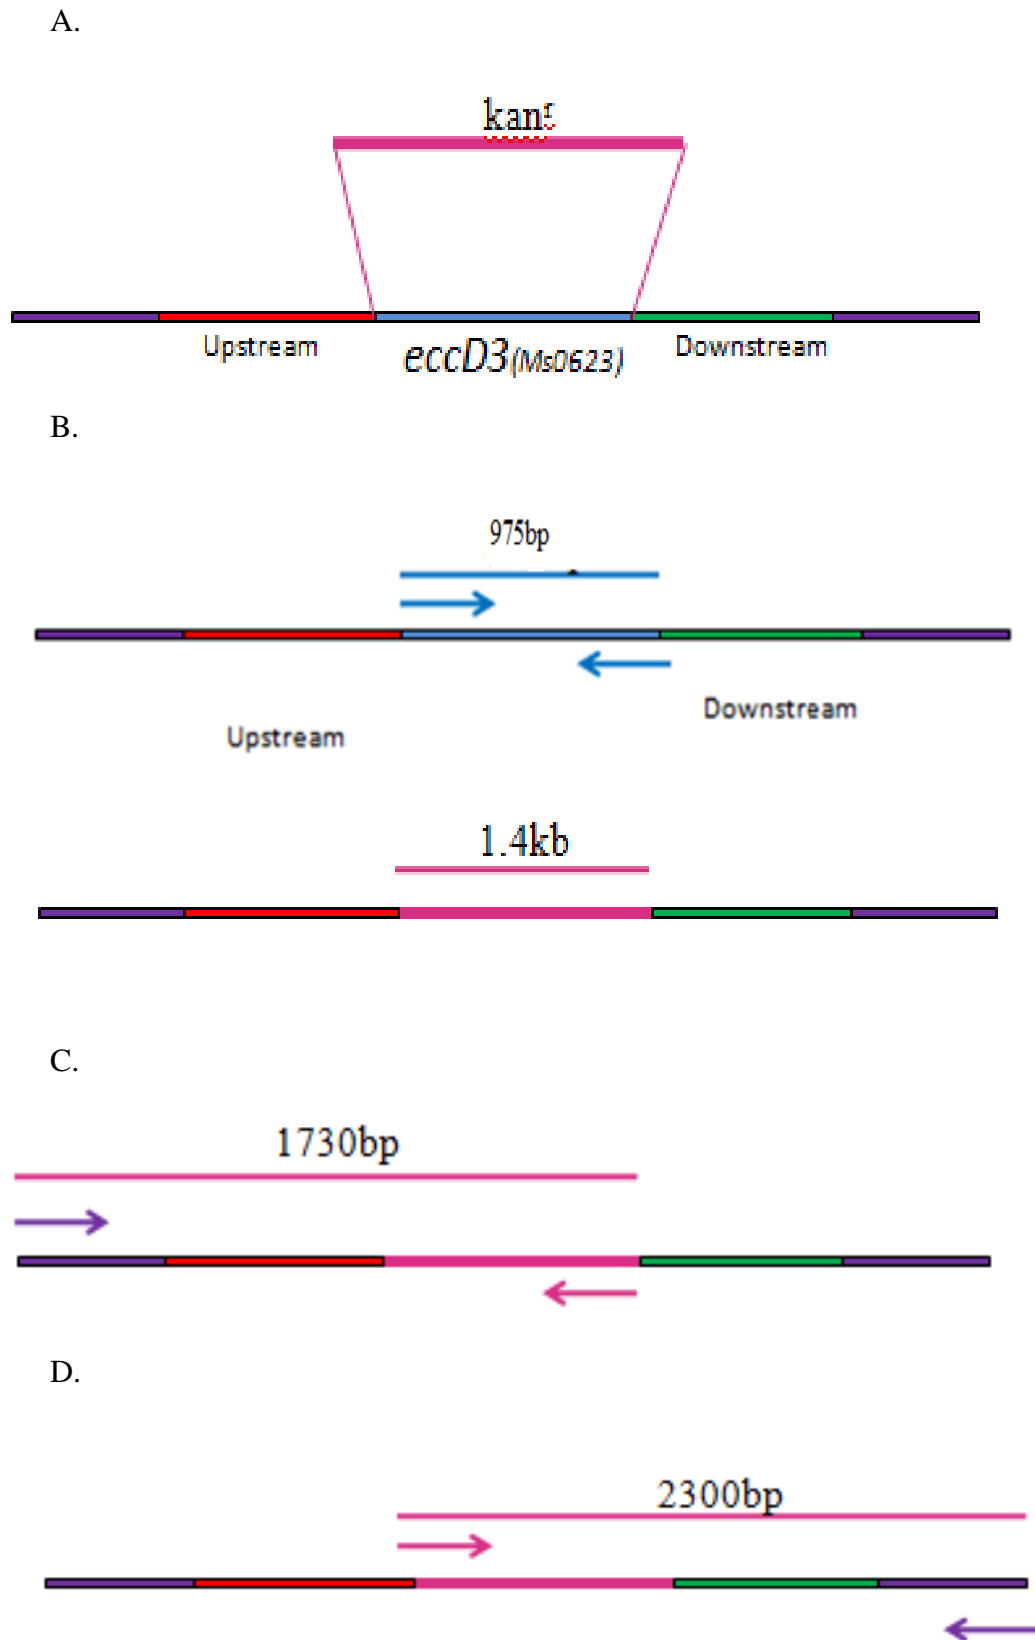 A.
kanʳ
Upstream
eccD3(Ms0623)
Downstream
B.
975bp
Downstream
Upstream
1.4kb
C.
1730bp
D.
2300bp